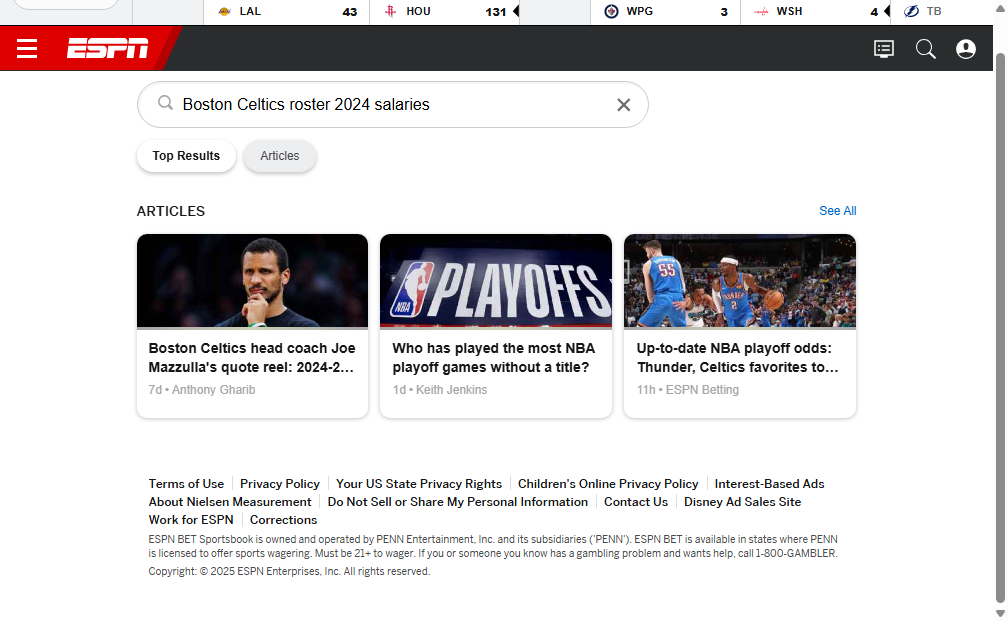 LAL 43 HOU 131 WPG 3 WSH 4 TB
ESPN
Boston Celtics roster 2024 salaries
Top Results Articles
ARTICLES See All
NBA PLAYOFFS
55
THUNDER 2
Boston Celtics head coach Joe
Mazzulla's quote reel: 2024-2...
7d • Anthony Gharib
Who has played the most NBA
playoff games without a title?
1d • Keith Jenkins
Up-to-date NBA playoff odds:
Thunder, Celtics favorites to...
11h • ESPN Betting
Terms of Use Privacy Policy Your US State Privacy Rights Children's Online Privacy Policy Interest-Based Ads
About Nielsen Measurement Do Not Sell or Share My Personal Information Contact Us Disney Ad Sales Site
Work for ESPN Corrections
ESPN BET Sportsbook is owned and operated by PENN Entertainment, Inc. and its subsidiaries ('PENN'). ESPN BET is available in states where PENN
is licensed to offer sports wagering. Must be 21+ to wager. If you or someone you know has a gambling problem and wants help, call 1-800-GAMBLER.
Copyright: © 2025 ESPN Enterprises, Inc. All rights reserved.